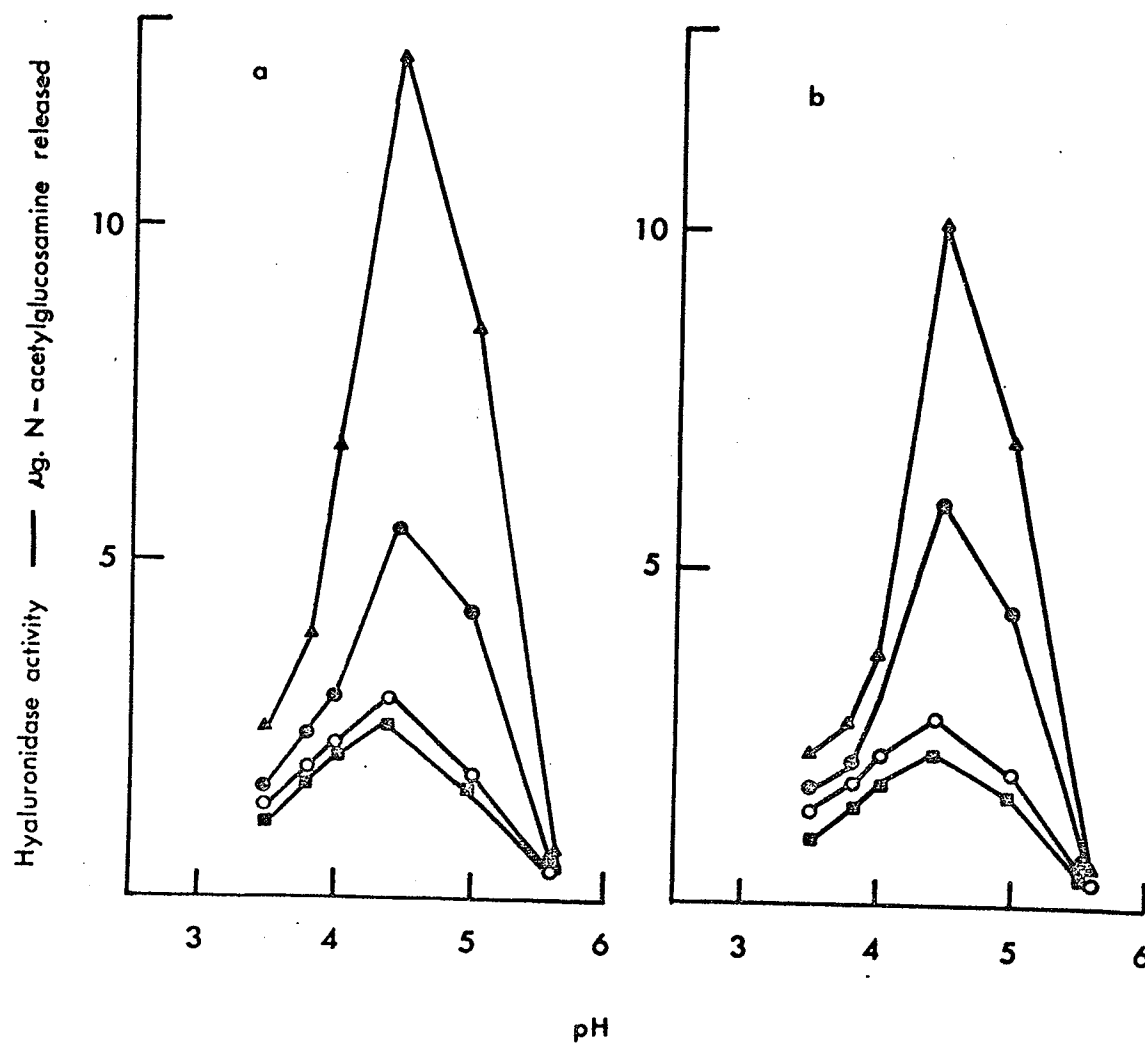 Hyaluronidase activity — µg. N-acetylglucosamine released
a
10
5
3 4 5 6
b
10
5
3 4 5 6
pH